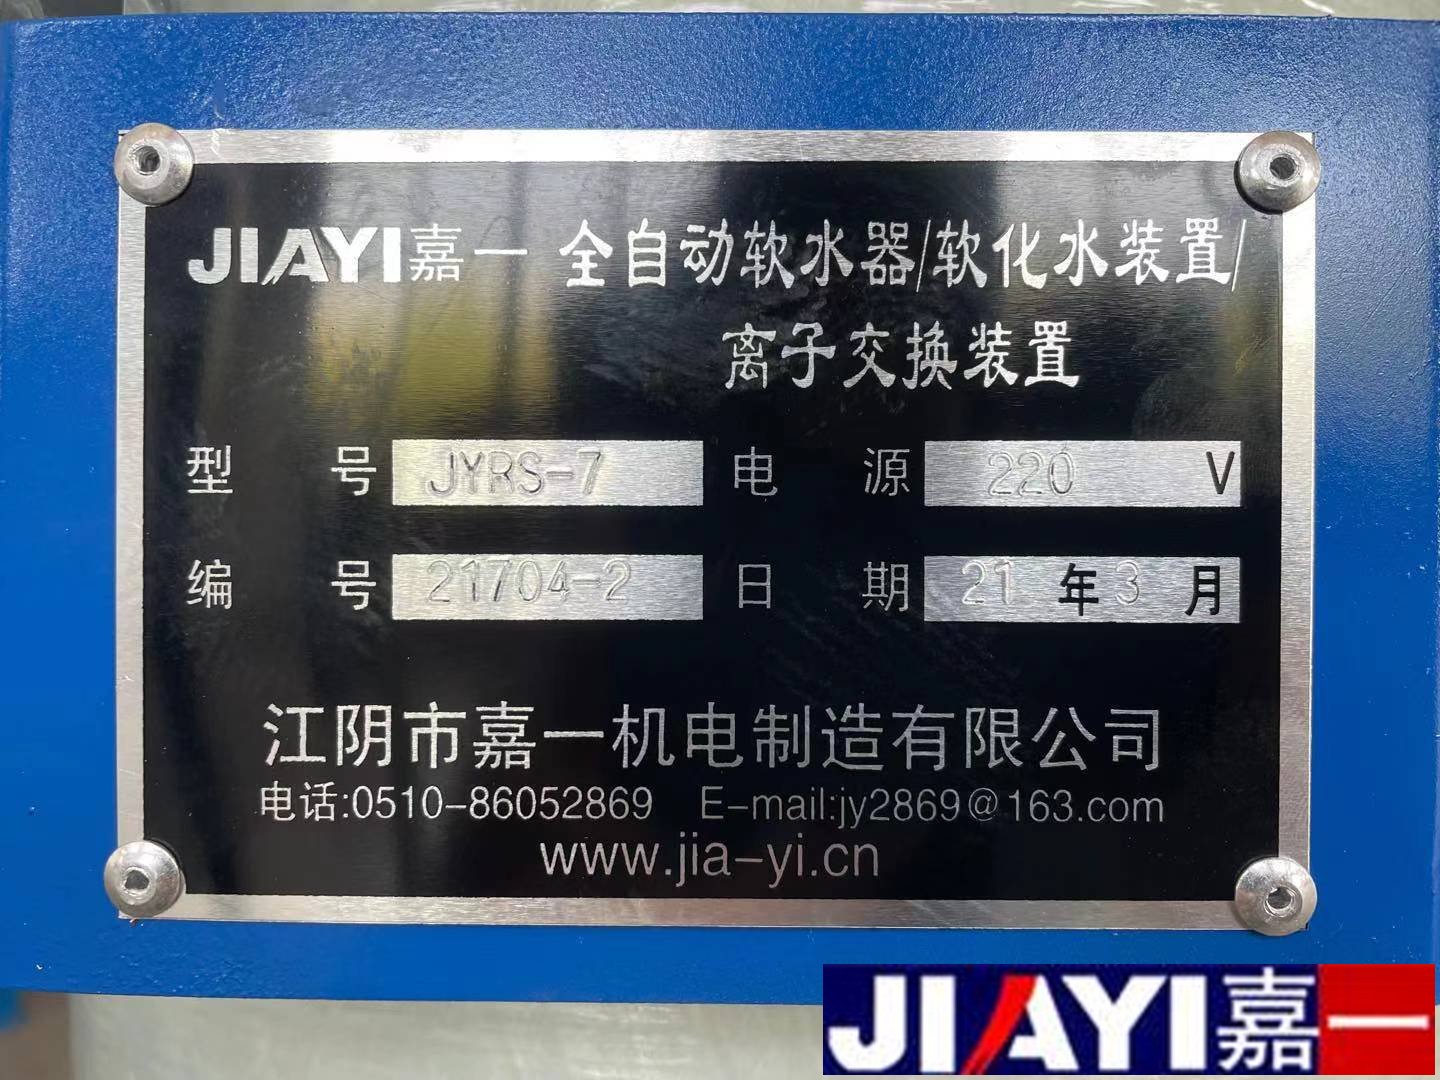 JIAYI嘉一 全自动软水器/软化水装置/
离子交换装置
型号 JYRS-7 电源 220 V
编号 21704-2 日期 21 年 3 月
江阴市嘉一机电制造有限公司
电话:0510-86052869 E-mail:jy2869@163.com
www.jia-yi.cn
JIAYI嘉一